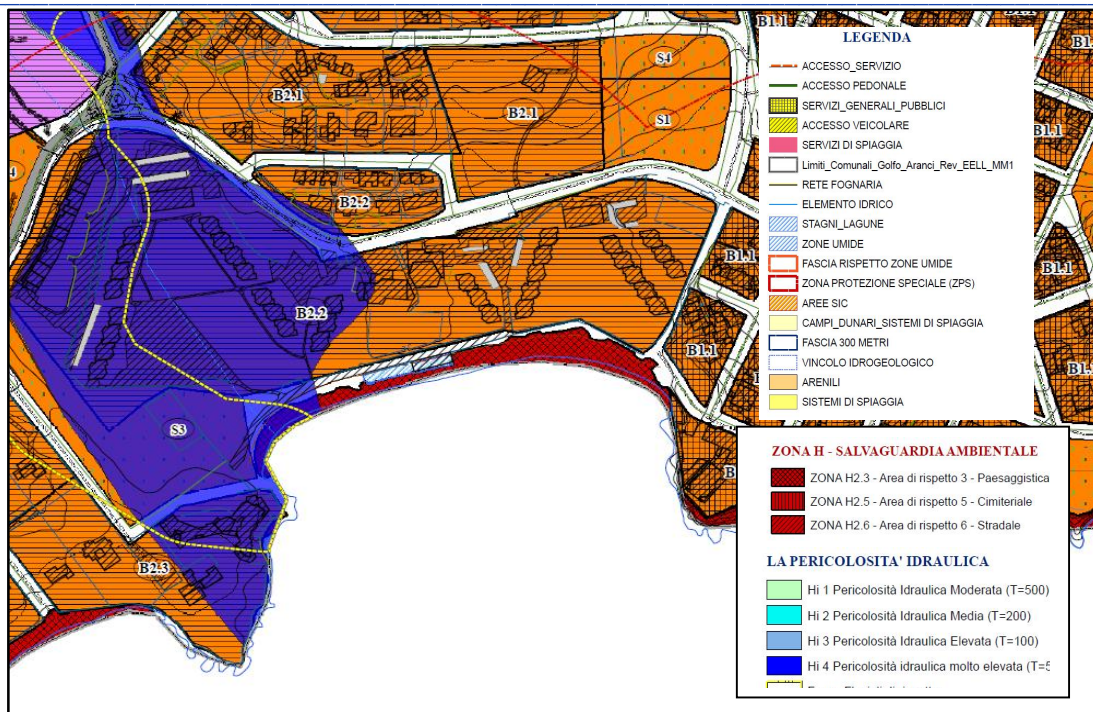 B1.1
B1.1
LEGENDA
ACCESSO_SERVIZIO
ACCESSO PEDONALE
SERVIZI_GENERALI_PUBBLICI
ACCESSO VEICOLARE
SERVIZI DI SPIAGGIA
Limiti_Comunali_Golfo_Aranci_Rev_EELL_MM1
RETE FOGNARIA
ELEMENTO IDRICO
STAGNI_LAGUNE
ZONE UMIDE
FASCIA RISPETTO ZONE UMIDE
ZONA PROTEZIONE SPECIALE (ZPS)
AREE SIC
CAMPI_DUNARI_SISTEMI DI SPIAGGIA
FASCIA 300 METRI
VINCOLO IDROGEOLOGICO
ARENILI
SISTEMI DI SPIAGGIA
S4
B2.1
B2.1
S1
B1.1
B2.2
B1.1
B1.1
B2.2
B1.1
S3
B2.3
ZONA H - SALVAGUARDIA AMBIENTALE
ZONA H2.3 - Area di rispetto 3 - Paesaggistica
ZONA H2.5 - Area di rispetto 5 - Cimiteriale
ZONA H2.6 - Area di rispetto 6 - Stradale
LA PERICOLOSITA' IDRAULICA
Hi 1 Pericolosità Idraulica Moderata (T=500)
Hi 2 Pericolosità Idraulica Media (T=200)
Hi 3 Pericolosità Idraulica Elevata (T=100)
Hi 4 Pericolosità idraulica molto elevata (T=5